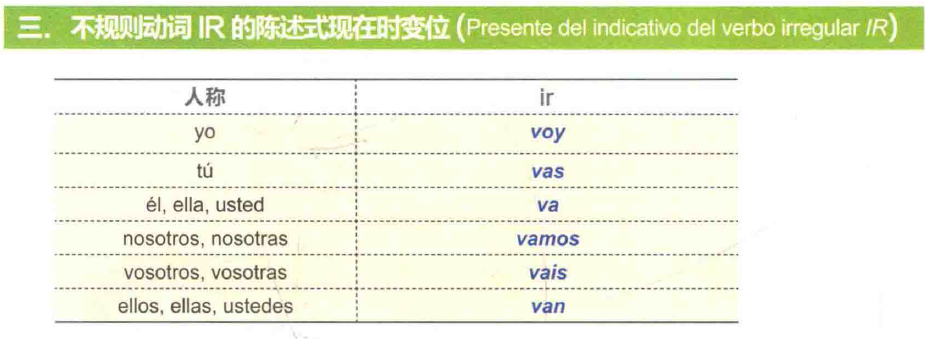 三. 不规则动词 IR 的陈述式现在时变位 (Presente del indicativo del verbo irregular IR)
人称 ir
yo voy
tú vas
él, ella, usted va
nosotros, nosotras vamos
vosotros, vosotras vais
ellos, ellas, ustedes van